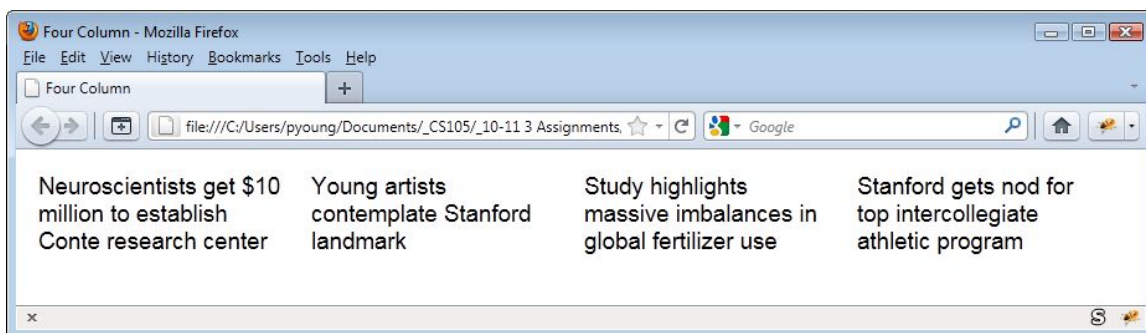 Four Column - Mozilla Firefox
File Edit View History Bookmarks Tools Help
Four Column
file:///C:/Users/pyoung/Documents/_CS105/_10-11 3 Assignments,
Google
Neuroscientists get $10
million to establish
Conte research center
Young artists
contemplate Stanford
landmark
Study highlights
massive imbalances in
global fertilizer use
Stanford gets nod for
top intercollegiate
athletic program
S